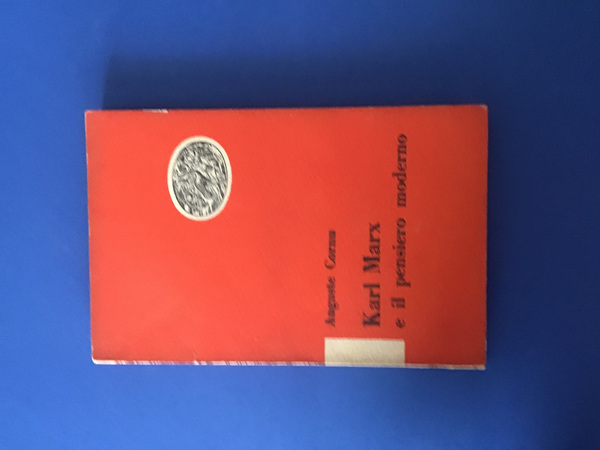 Auguste Cornu
Karl Marx
e il pensiero moderno